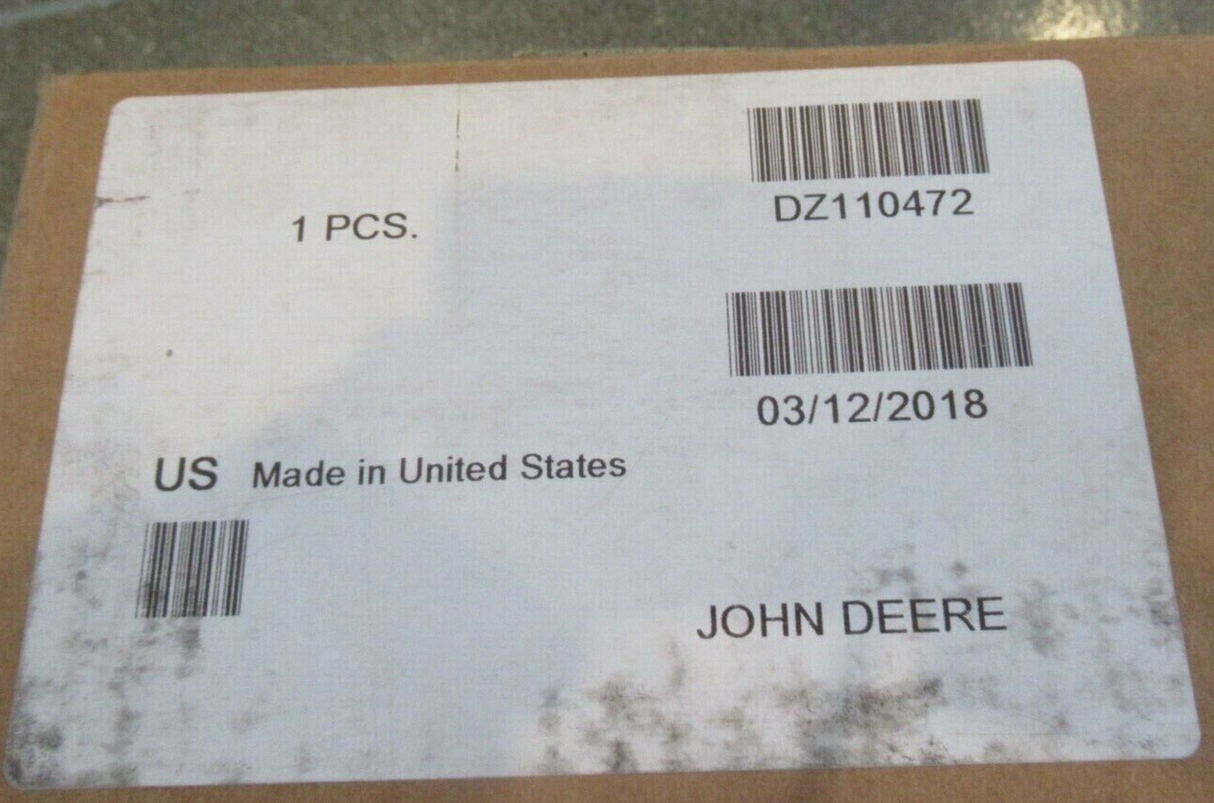 1 PCS.
DZ110472
03/12/2018
US Made in United States
JOHN DEERE